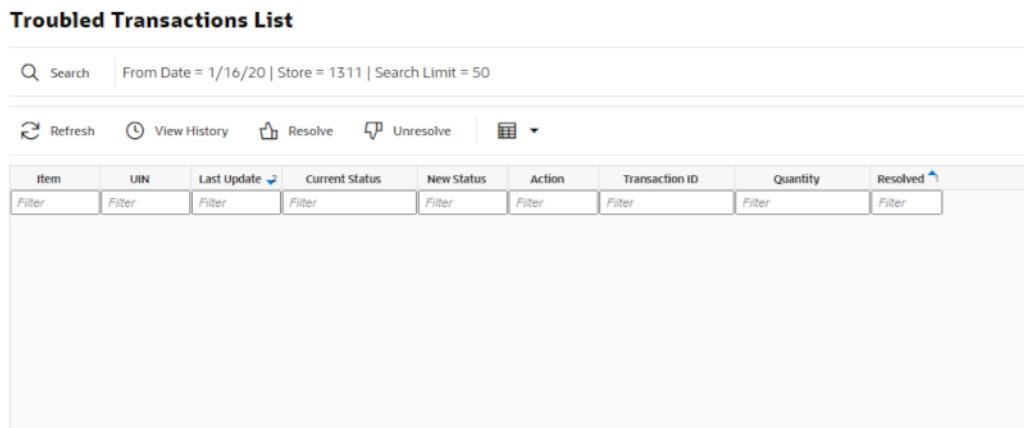 Troubled Transactions List
Search From Date = 1/16/20 | Store = 1311 | Search Limit = 50
Refresh View History Resolve Unresolve
Item UIN Last Update 2 Current Status New Status Action Transaction ID Quantity Resolved 1
Filter Filter Filter Filter Filter Filter Filter Filter Filter